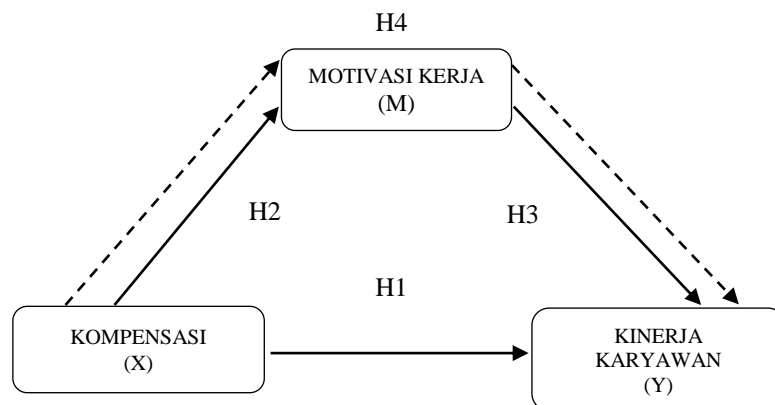 H4
MOTIVASI KERJA
(M)
H2
H3
H1
KOMPENSASI
(X)
KINERJA
KARYAWAN
(Y)